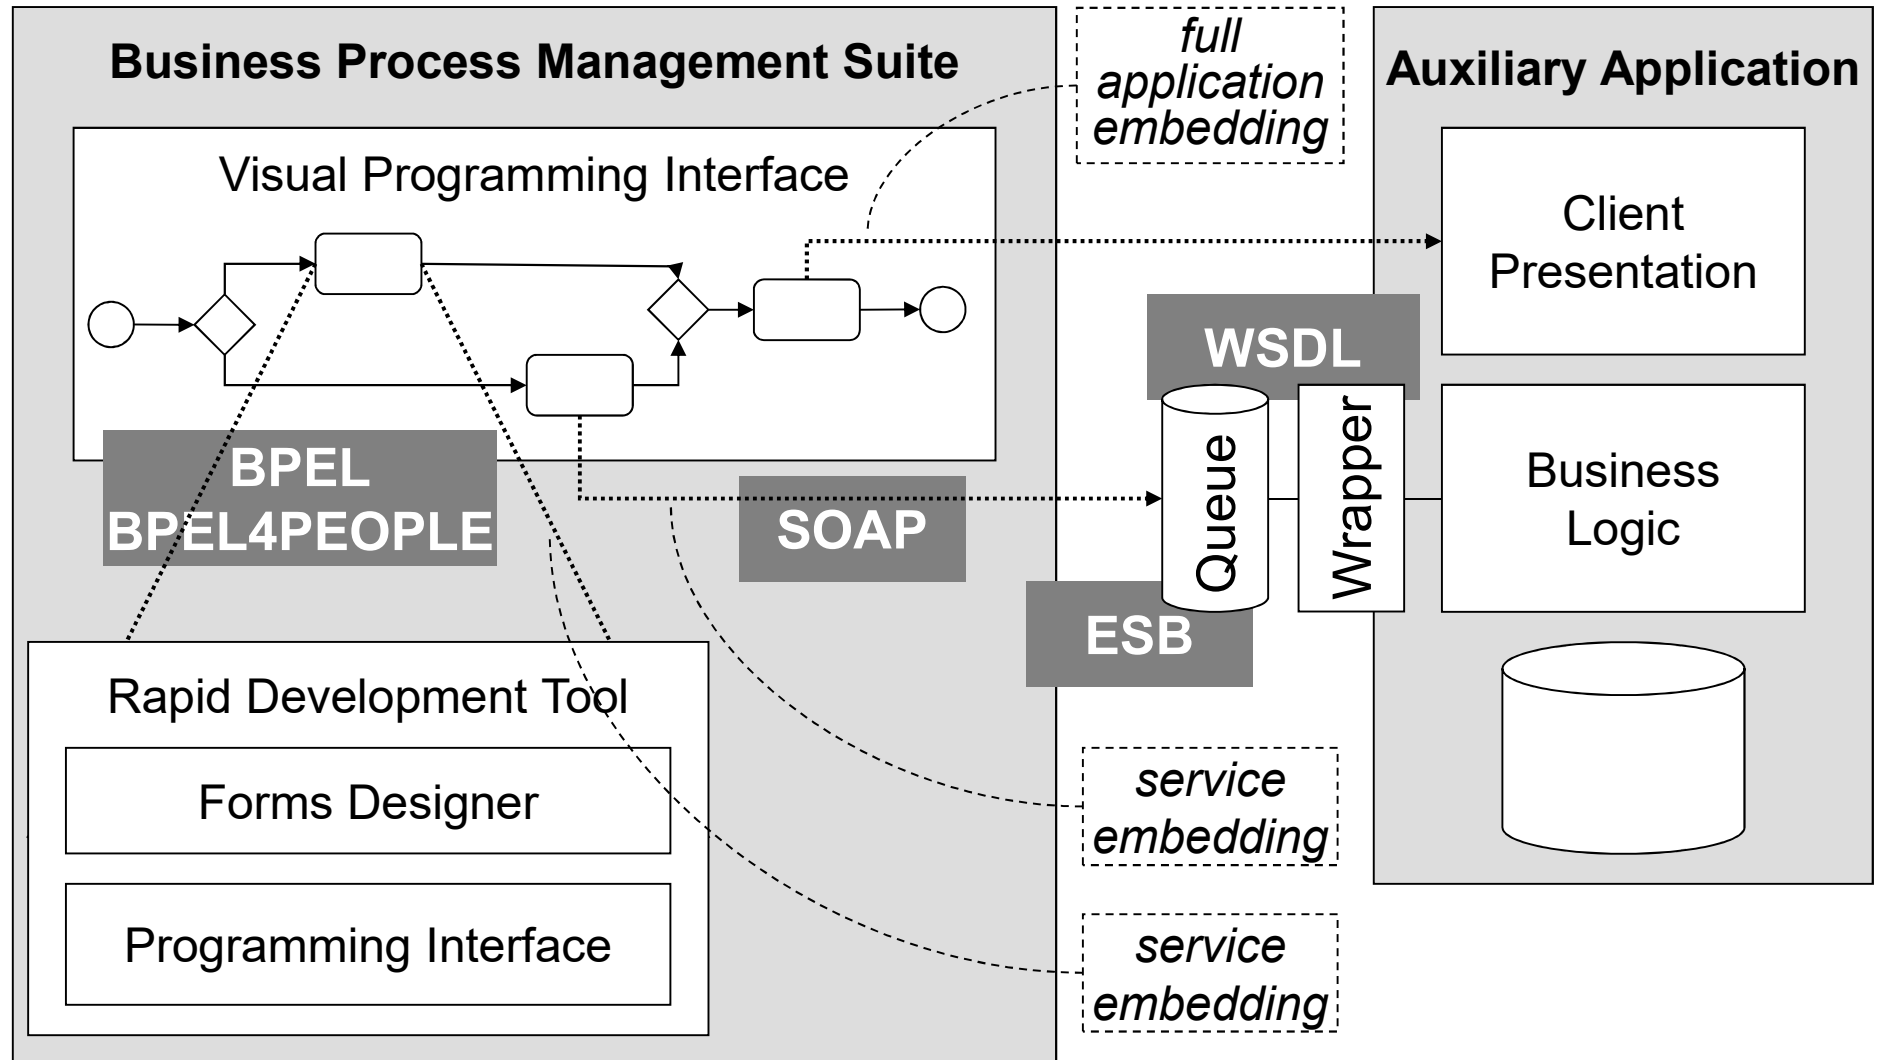 Business Process Management Suite
full
application
embedding
Auxiliary Application
Visual Programming Interface
Client
Presentation
WSDL
BPEL
BPEL4PEOPLE
SOAP
Queue
Wrapper
Business
Logic
ESB
Rapid Development Tool
Forms Designer
Programming Interface
service
embedding
service
embedding